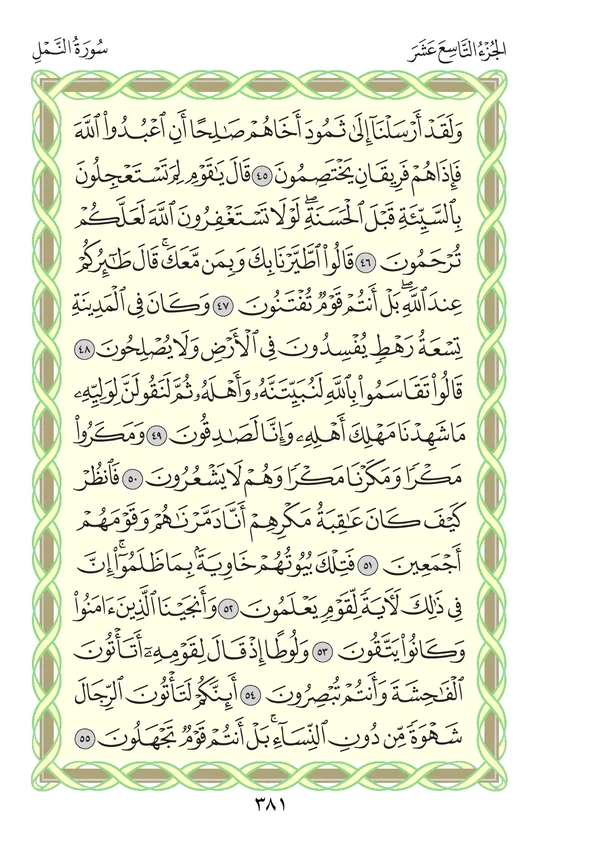 الجُزْءُ التَّاسِعَ عَشَرَ سُورَةُ النَّمْلِ
وَلَقَدْ أَرْسَلْنَآ إِلَىٰ ثَمُودَ أَخَاهُمْ صَٰلِحًا أَنِ ٱعْبُدُوا۟ ٱللَّهَ
فَإِذَا هُمْ فَرِيقَانِ يَخْتَصِمُونَ ٤٥ قَالَ يَٰقَوْمِ لِمَ تَسْتَعْجِلُونَ
بِٱلسَّيِّئَةِ قَبْلَ ٱلْحَسَنَةِ ۖ لَوْلَا تَسْتَغْفِرُونَ ٱللَّهَ لَعَلَّكُمْ
تُرْحَمُونَ ٤٦ قَالُوا۟ ٱطَّيَّرْنَا بِكَ وَبِمَن مَّعَكَ ۚ قَالَ طَٰٓئِرُكُمْ
عِندَ ٱللَّهِ ۖ بَلْ أَنتُمْ قَوْمٌ تُفْتَنُونَ ٤٧ وَكَانَ فِى ٱلْمَدِينَةِ
تِسْعَةُ رَهْطٍ يُفْسِدُونَ فِى ٱلْأَرْضِ وَلَا يُصْلِحُونَ ٤٨
قَالُوا۟ تَقَاسَمُوا۟ بِٱللَّهِ لَنُبَيِّتَنَّهُۥ وَأَهْلَهُۥ ثُمَّ لَنَقُولَنَّ لِوَلِيِّهِۦ
مَا شَهِدْنَا مَهْلِكَ أَهْلِهِۦ وَإِنَّا لَصَٰدِقُونَ ٤٩ وَمَكَرُوا۟
مَكْرًا وَمَكَرْنَا مَكْرًا وَهُمْ لَا يَشْعُرُونَ ٥٠ فَٱنظُرْ
كَيْفَ كَانَ عَٰقِبَةُ مَكْرِهِمْ أَنَّا دَمَّرْنَٰهُمْ وَقَوْمَهُمْ
أَجْمَعِينَ ٥١ فَتِلْكَ بُيُوتُهُمْ خَاوِيَةًۢ بِمَا ظَلَمُوٓا۟ ۗ إِنَّ
فِى ذَٰلِكَ لَءَايَةً لِّقَوْمٍ يَعْلَمُونَ ٥٢ وَأَنجَيْنَا ٱلَّذِينَ ءَامَنُوا۟
وَكَانُوا۟ يَتَّقُونَ ٥٣ وَلُوطًا إِذْ قَالَ لِقَوْمِهِۦٓ أَتَأْتُونَ
ٱلْفَٰحِشَةَ وَأَنتُمْ تُبْصِرُونَ ٥٤ أَئِنَّكُمْ لَتَأْتُونَ ٱلرِّجَالَ
شَهْوَةً مِّن دُونِ ٱلنِّسَآءِ ۚ بَلْ أَنتُمْ قَوْمٌ تَجْهَلُونَ ٥٥
٣٨١